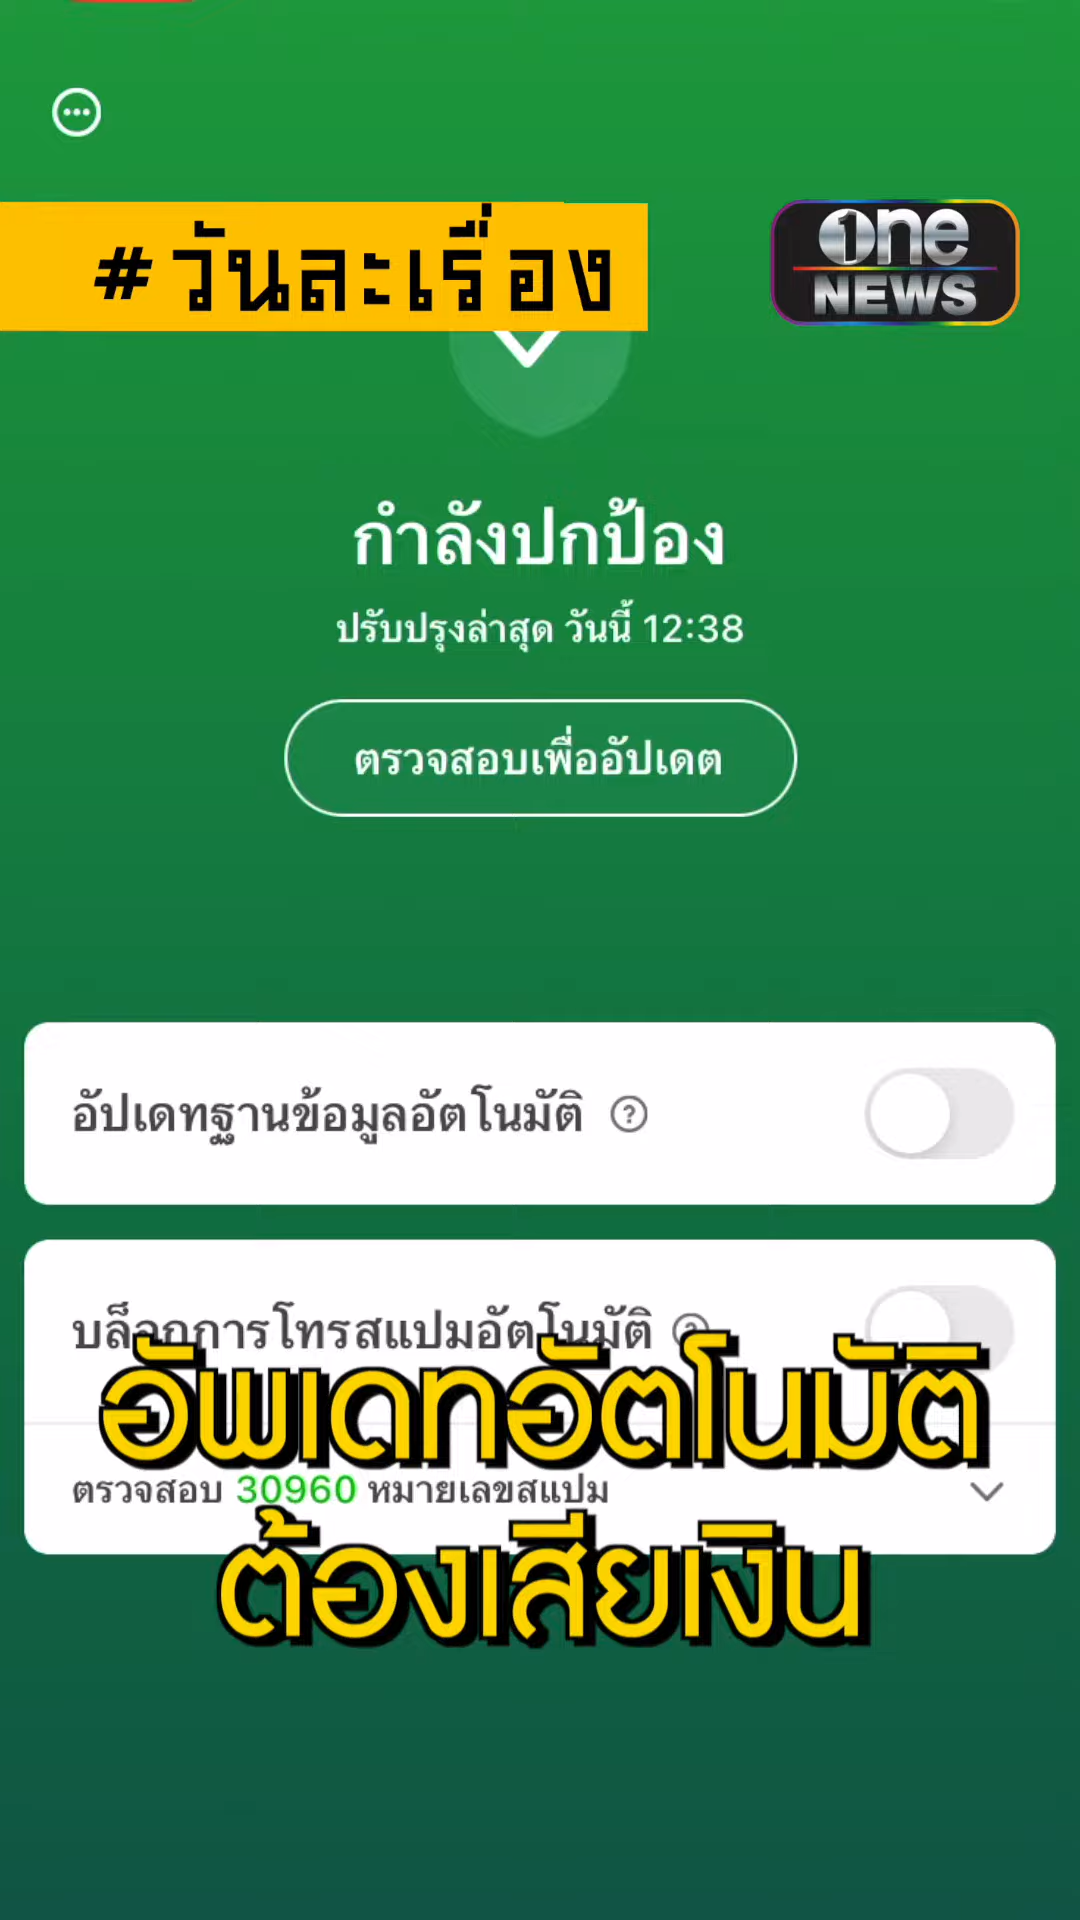 #วันละเรื่อง
one
NEWS
กำลังปกป้อง
ปรับปรุงล่าสุด วันนี้ 12:38
ตรวจสอบเพื่ออัปเดต
อัปเดทฐานข้อมูลอัตโนมัติ ?
บล็อกการโทรสแปมอัตโนมัติ ?
อัพเดทอัตโนมัติ
ตรวจสอบ 30960 หมายเลขสแปม
ต้องเสียเงิน